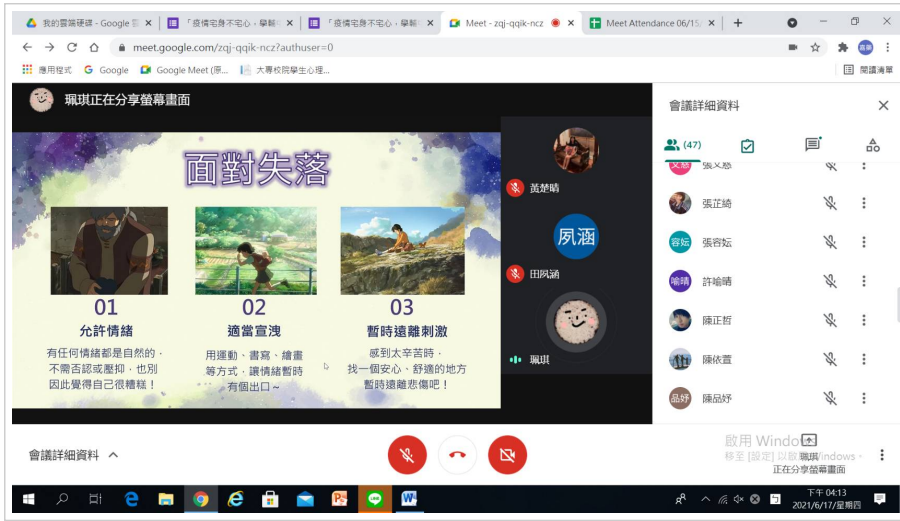 我的雲端硬碟 - Google 雲
「疫情宅身不宅心，學輔
「疫情宅身不宅心，學輔
Meet - zqj-qqik-ncz
Meet Attendance 06/15/
meet.google.com/zqj-qqik-ncz?authuser=0
應用程式
Google
Google Meet (原...
大專校院學生心理...
閱讀清單
珮琪正在分享螢幕畫面
面對失落
01
允許情緒
有任何情緒都是自然的，
不需否認或壓抑，也別
因此覺得自己很糟糕！
02
適當宣洩
用運動、書寫、繪畫
等方式，讓情緒暫時
有個出口～
03
暫時遠離刺激
感到太辛苦時，
找一個安心、舒適的地方
暫時遠離悲傷吧！
黃楚晴
夙涵
田夙涵
珮琪
會議詳細資料
(47)
張文慈
張芷綺
容妘
張容妘
喻晴
許喻晴
陳正哲
陳依萱
品妤
陳品妤
會議詳細資料
啟用 Windows
移至 [設定] 以啟用 Windows。
珮琪
正在分享螢幕畫面
下午 04:13
2021/6/17/星期四